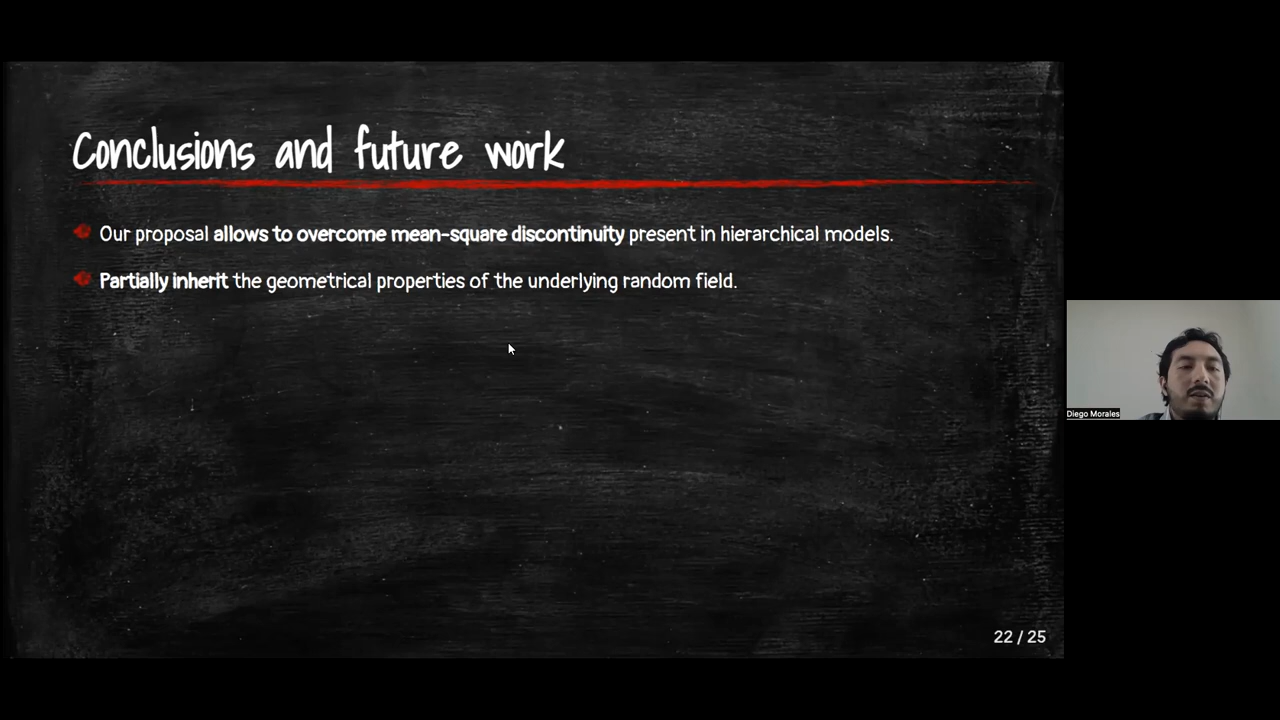 Conclusions and future work
Our proposal allows to overcome mean-square discontinuity present in hierarchical models.
Partially inherit the geometrical properties of the underlying random field.
Diego Morales
22 / 25